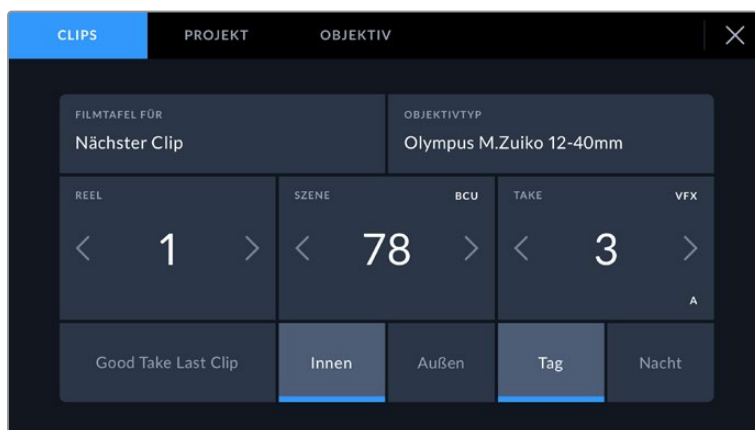 CLIPS PROJEKT OBJEKTIV
FILMTAFEL FÜR OBJEKTIVTYP
Nächster Clip Olympus M.Zuiko 12-40mm
REEL SZENE BCU TAKE VFX
1 78 3
A
Good Take Last Clip Innen Außen Tag Nacht